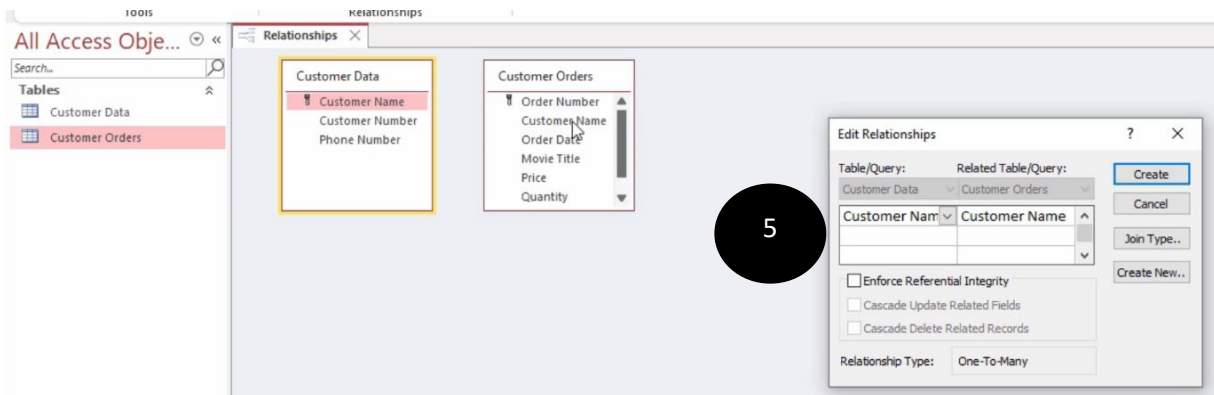 Tools
Relationships
All Access Obje...
Search...
Tables
Customer Data
Customer Orders
Relationships
Customer Data
Customer Name
Customer Number
Phone Number
Customer Orders
Order Number
Customer Name
Order Date
Movie Title
Price
Quantity
5
Edit Relationships
Table/Query:
Related Table/Query:
Customer Data
Customer Orders
Customer Nam
Customer Name
Enforce Referential Integrity
Cascade Update Related Fields
Cascade Delete Related Records
Relationship Type:
One-To-Many
Create
Cancel
Join Type..
Create New..